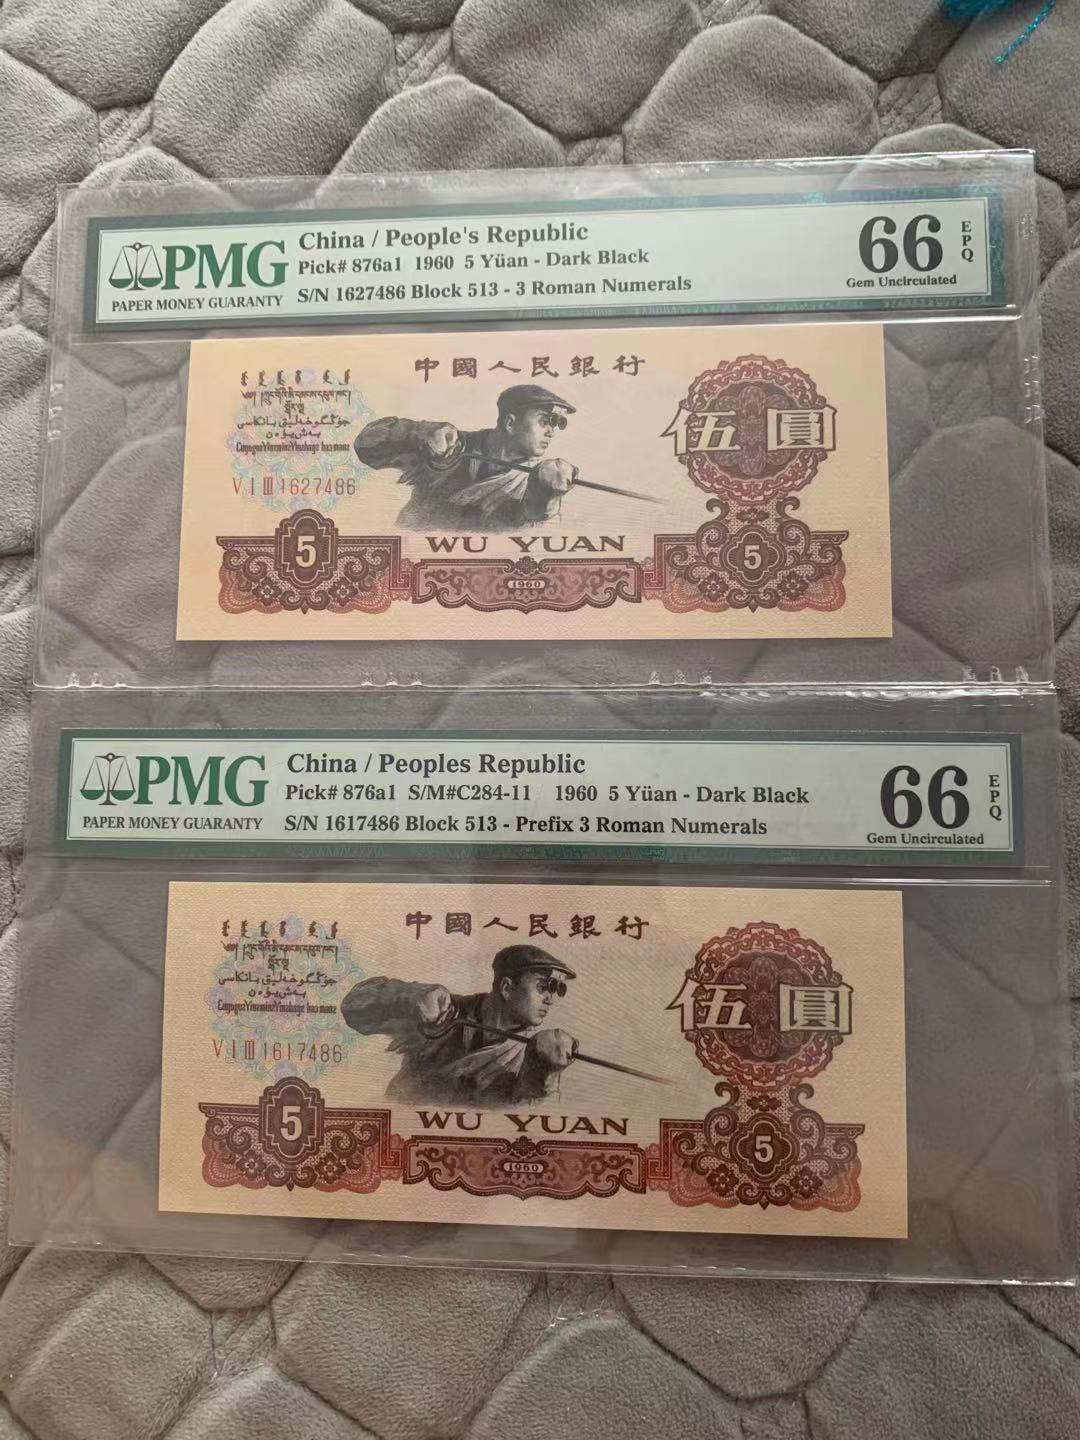 PMG
PAPER MONEY GUARANTY
China / People's Republic
Pick# 876a1 1960 5 Yüan - Dark Black
S/N 1627486 Block 513 - 3 Roman Numerals
66 EPQ
Gem Uncirculated
中國人民銀行
伍圓
V I III 1627486
5
WU YUAN
1960
5
PMG
PAPER MONEY GUARANTY
China / Peoples Republic
Pick# 876a1 S/M#C284-11 1960 5 Yüan - Dark Black
S/N 1617486 Block 513 - Prefix 3 Roman Numerals
66 EPQ
Gem Uncirculated
中國人民銀行
伍圓
V I III 1617486
5
WU YUAN
1960
5